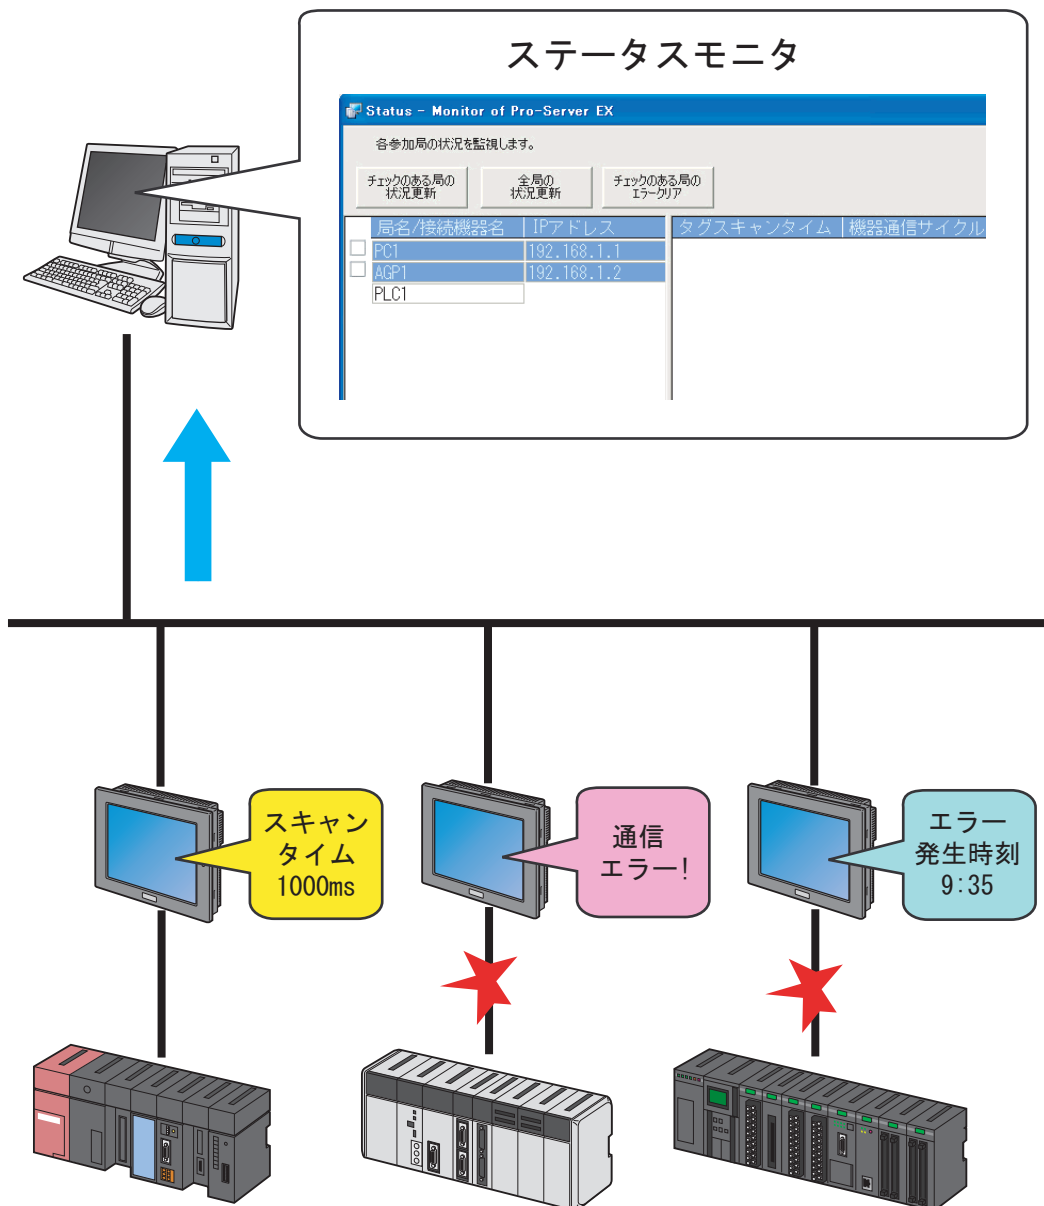 ステータスモニタ
Status - Monitor of Pro-Server EX
各参加局の状況を監視します。
チェックのある局の
状況更新
全局の
状況更新
チェックのある局の
エラークリア
局名/接続機器名 IPアドレス タグスキャンタイム 機器通信サイクル
PC1 192.168.1.1
AGP1 192.168.1.2
PLC1
スキャン
タイム
1000ms
通信
エラー!
エラー
発生時刻
9:35